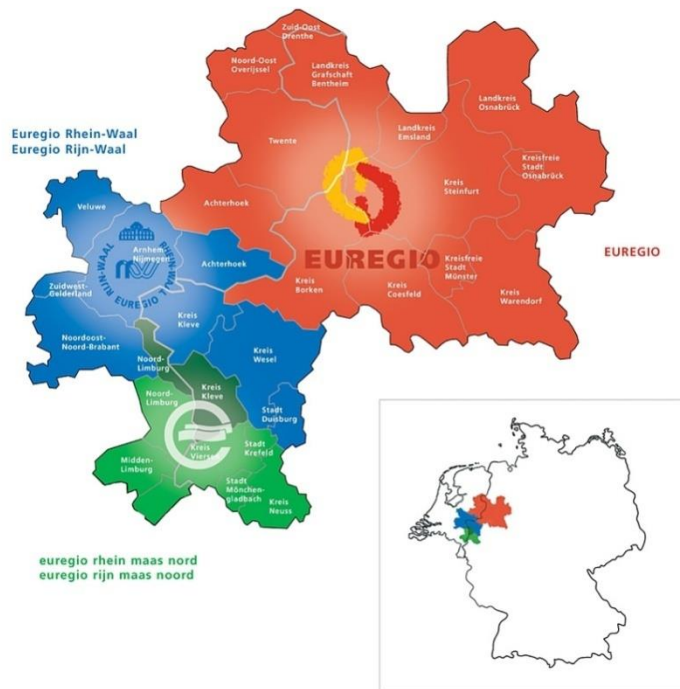 Zuid-Oost
Drenthe
Noord-Oost
Overijssel
Landkreis
Grafschaft
Bentheim
Landkreis
Osnabrück
Euregio Rhein-Waal
Euregio Rijn-Waal
Twente
Landkreis
Emsland
Kreisfreie
Stadt
Osnabrück
Kreis
Steinfurt
Veluwe
Achterhoek
Arnhem-
Nijmegen
RIJN-WAAL
RHEIN-WAAL
EUREGIO
Achterhoek
EUREGIO
EUREGIO
Kreisfreie
Stadt
Münster
Zuidwest-
Gelderland
Kreis
Borken
Kreis
Coesfeld
Kreis
Warendorf
Kreis
Kleve
Noordoost-
Noord-Brabant
Noord-
Limburg
Kreis
Wesel
Noord-
Limburg
Kreis
Kleve
Stadt
Duisburg
Kreis
Viersen
Stadt
Krefeld
Midden-
Limburg
Stadt
Mönchen-
gladbach
Kreis
Neuss
euregio rhein maas nord
euregio rijn maas noord